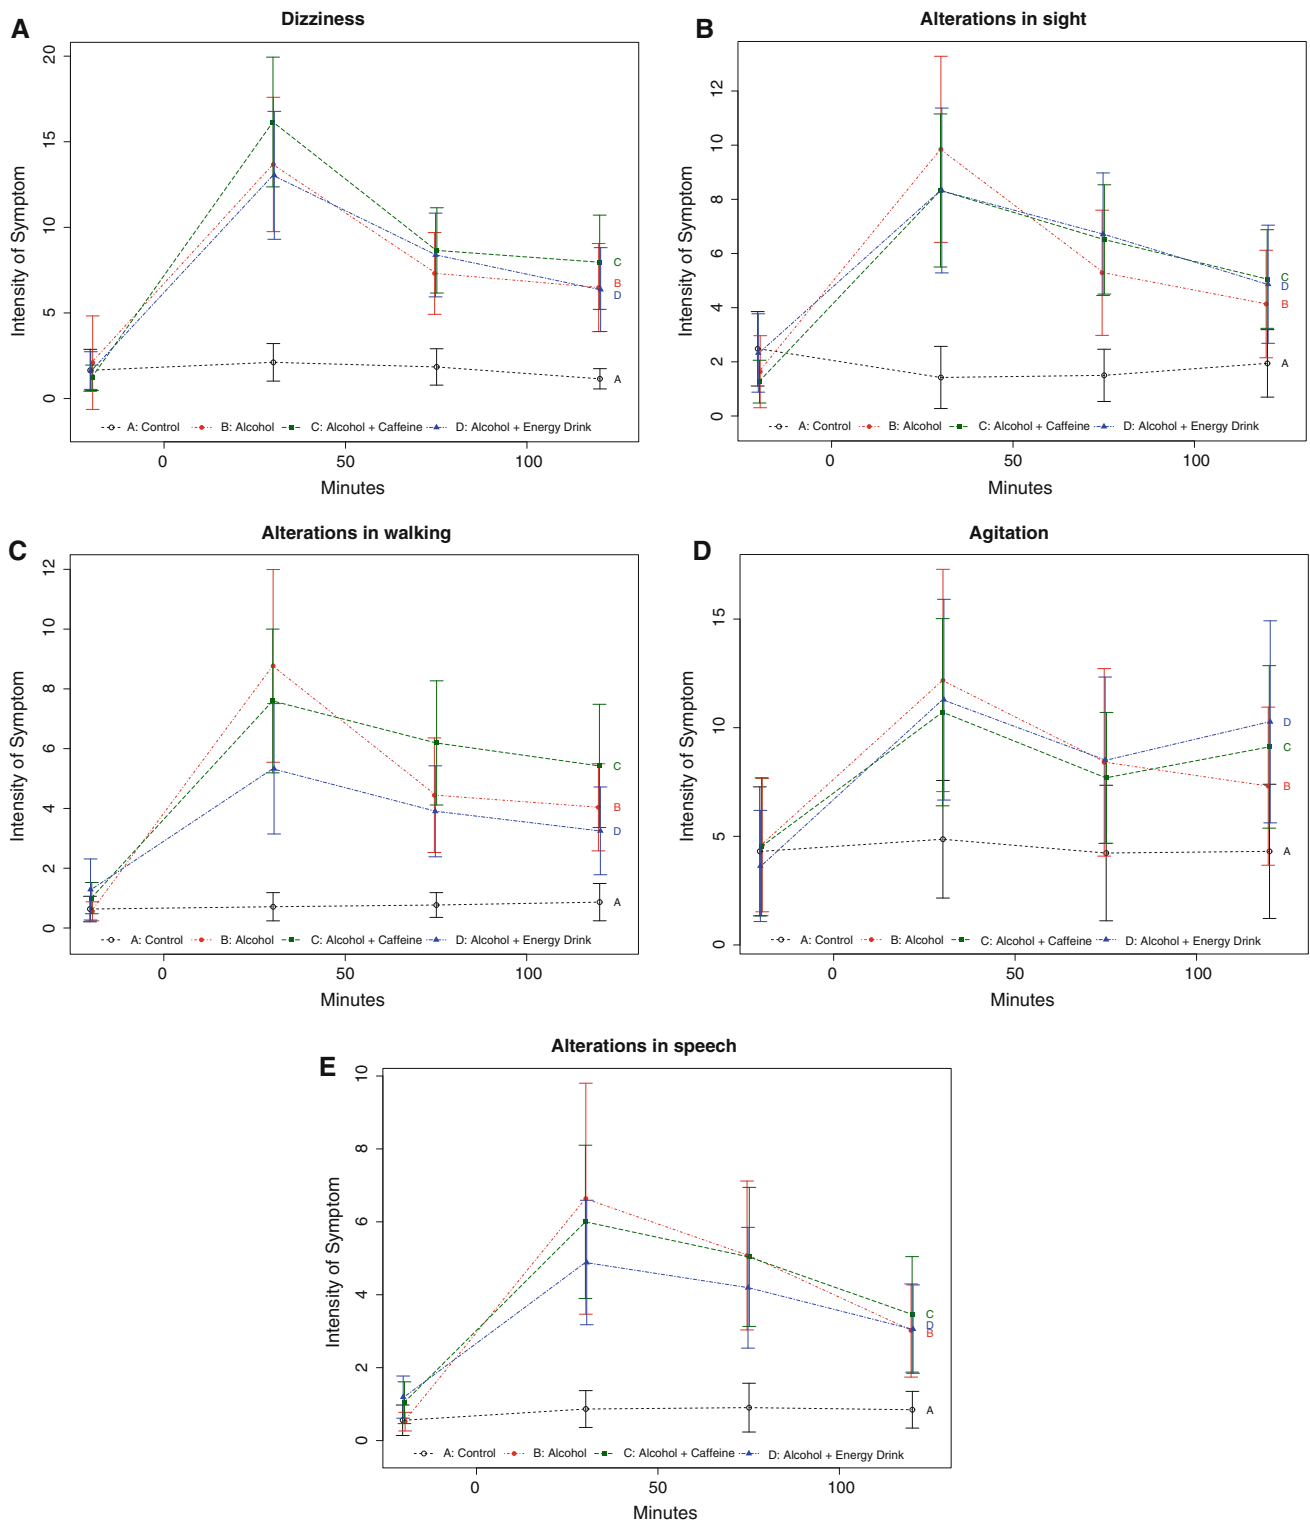 A
Dizziness
Intensity of Symptom
20
15
10
5
0
C
B
D
A
A: Control B: Alcohol C: Alcohol + Caffeine D: Alcohol + Energy Drink
0 50 100
Minutes
B
Alterations in sight
Intensity of Symptom
12
10
8
6
4
2
0
C
D
B
A
A: Control B: Alcohol C: Alcohol + Caffeine D: Alcohol + Energy Drink
0 50 100
Minutes
C
Alterations in walking
Intensity of Symptom
12
10
8
6
4
2
0
C
B
D
A
A: Control B: Alcohol C: Alcohol + Caffeine D: Alcohol + Energy Drink
0 50 100
Minutes
D
Agitation
Intensity of Symptom
15
10
5
0
D
C
B
A
A: Control B: Alcohol C: Alcohol + Caffeine D: Alcohol + Energy Drink
0 50 100
Minutes
E
Alterations in speech
Intensity of Symptom
10
8
6
4
2
0
C
D
B
A
A: Control B: Alcohol C: Alcohol + Caffeine D: Alcohol + Energy Drink
0 50 100
Minutes